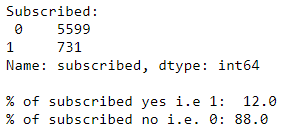 Subscribed:
0 5599
1 731
Name: subscribed, dtype: int64
% of subscribed yes i.e 1: 12.0
% of subscribed no i.e. 0: 88.0